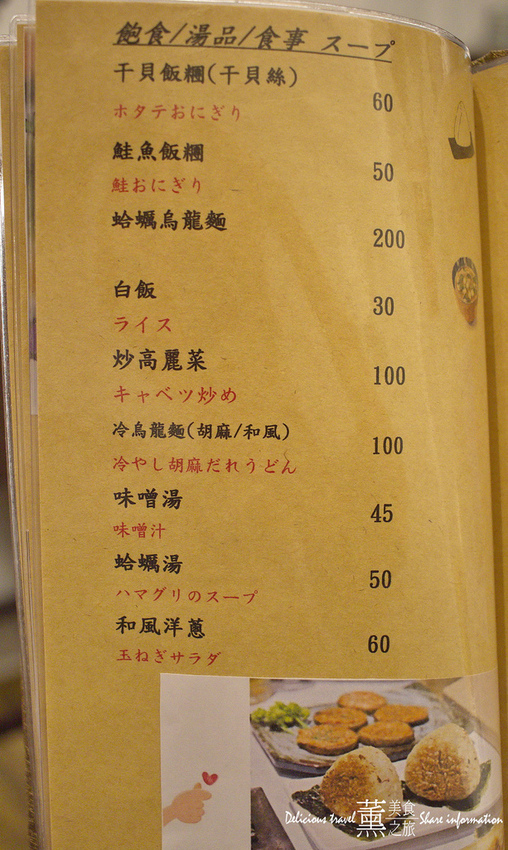 飽食/湯品/食事 スープ
干貝飯糰(干貝絲) 60
ホタテおにぎり
鮭魚飯糰 50
鮭おにぎり
蛤蠣烏龍麵 200
白飯 30
ライス
炒高麗菜 100
キャベツ炒め
冷烏龍麵(胡麻/和風) 100
冷やし胡麻だれうどん
味噌湯 45
味噌汁
蛤蠣湯 50
ハマグリのスープ
和風洋蔥 60
玉ねぎサラダ
Delicious travel 薰 美食之旅 Share information